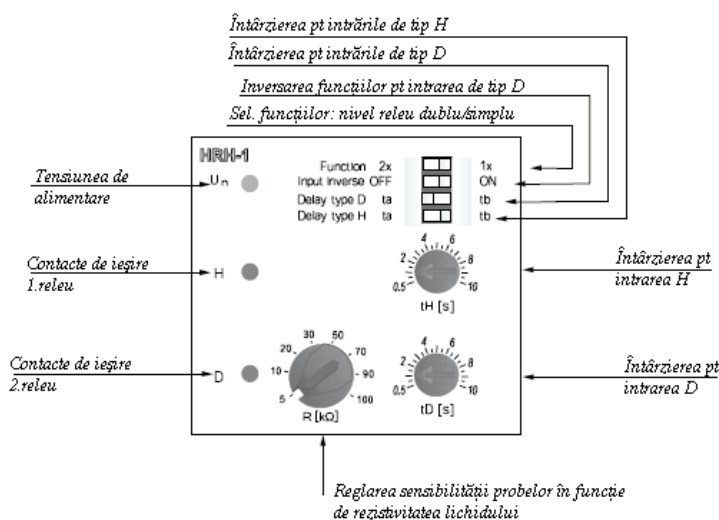 Întârzierea pt intrările de tip H
Întârzierea pt intrările de tip D
Inversarea funcțiilor pt intrarea de tip D
Sel. funcțiilor: nivel releu dublu/simplu
HRH-1
Un
Function 2x 1x
Input Inverse OFF ON
Delay type D ta tb
Delay type H ta tb
Tensiunea de
alimentare
Contacte de ieșire
1.releu
H
0.5 2 4 6 8 10
tH [s]
Întârzierea pt
intrarea H
Contacte de ieșire
2.releu
D
5 10 20 30 50 70 90 100
R [kΩ]
0.5 2 4 6 8 10
tD [s]
Întârzierea pt
intrarea D
Reglarea sensibilității probelor în funcție
de rezistivitatea lichidului